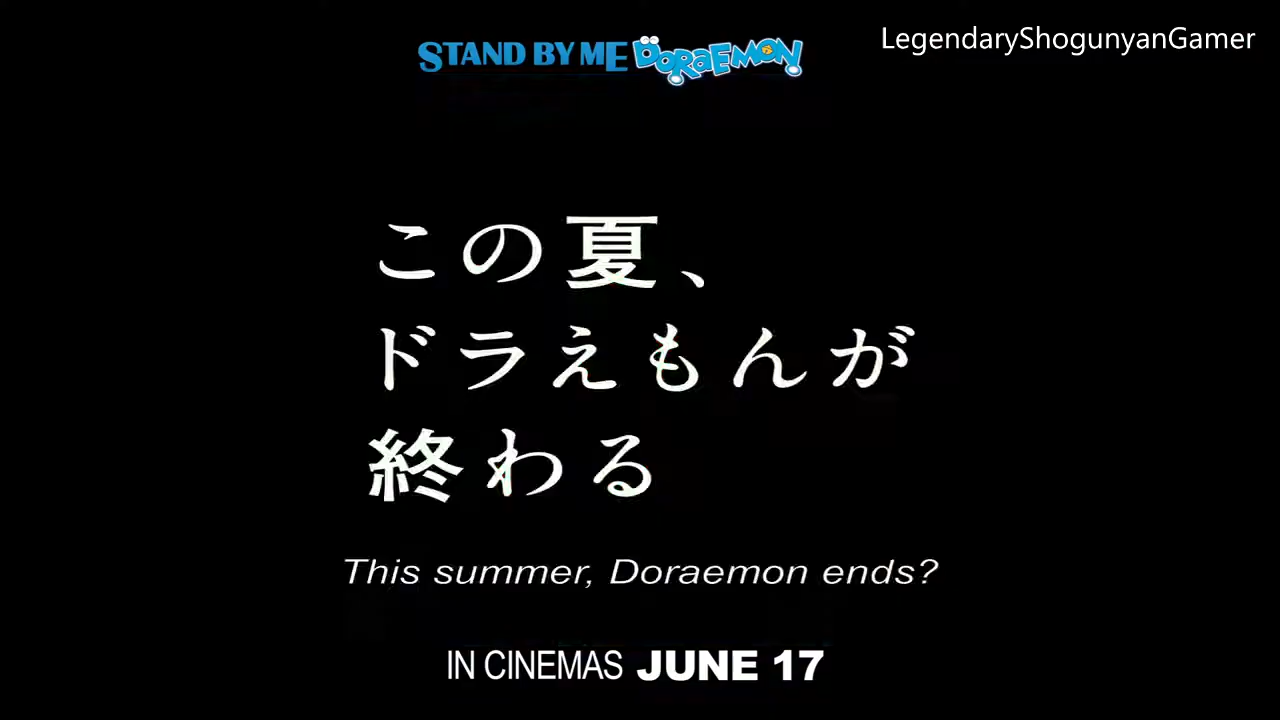 STAND BY ME DORAEMON
LegendaryShogunyanGamer
この夏、
ドラえもんが
終わる
This summer, Doraemon ends?
IN CINEMAS JUNE 17